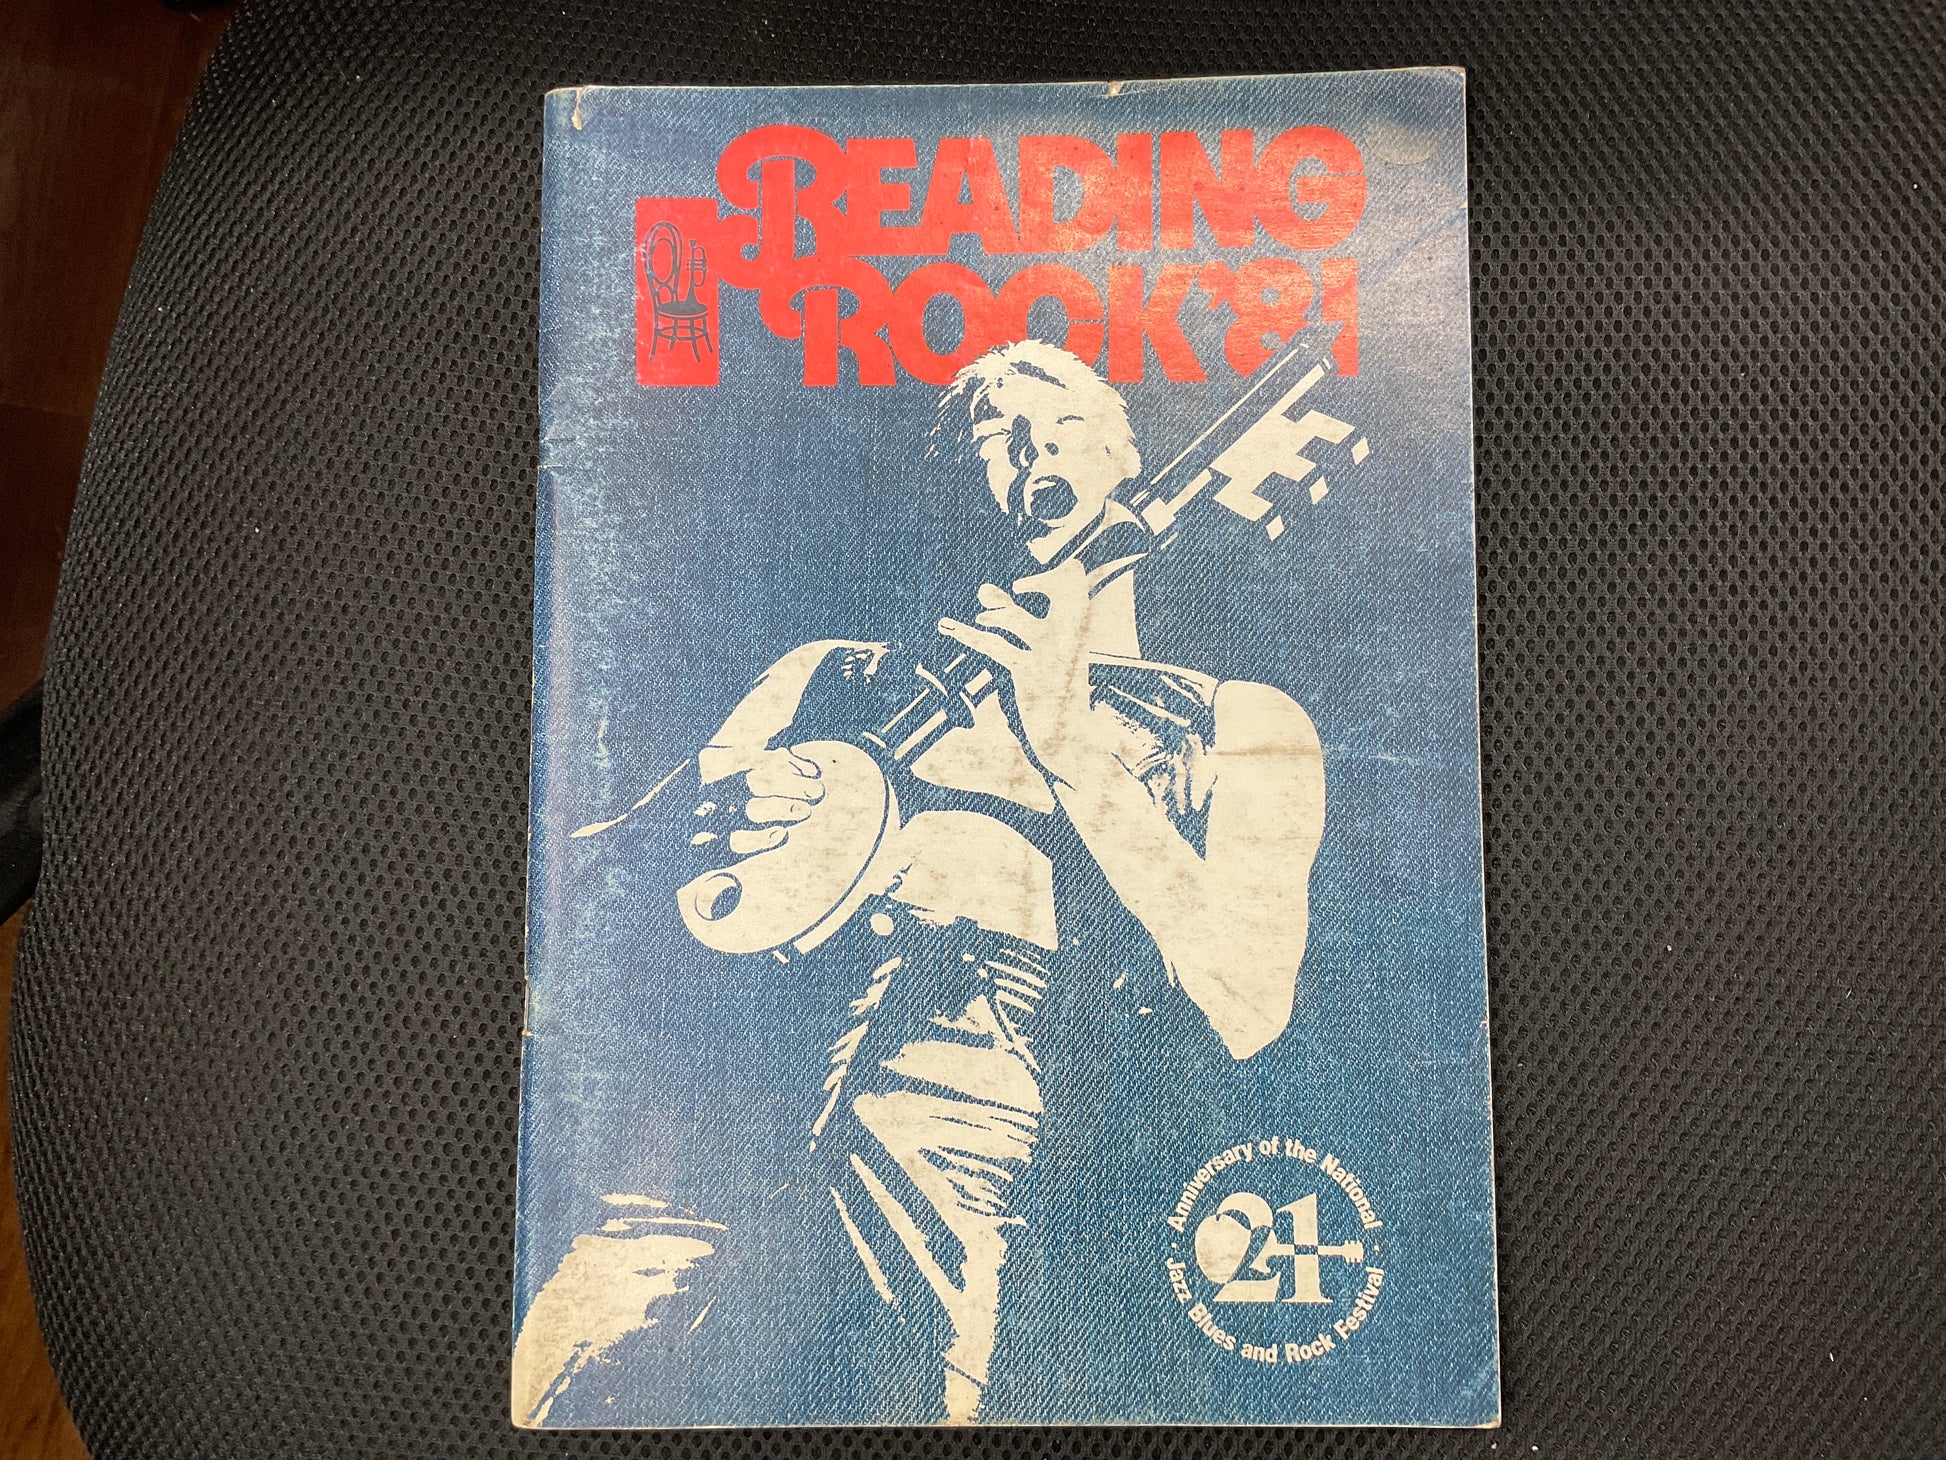 READING
ROCK '81
Anniversary of the National
21
Jazz Blues and Rock Festival